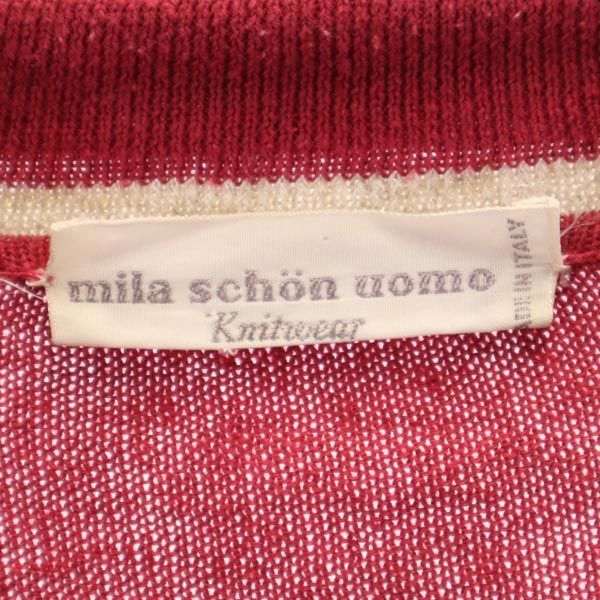 mila schön uomo
Knitwear
MADE IN ITALY